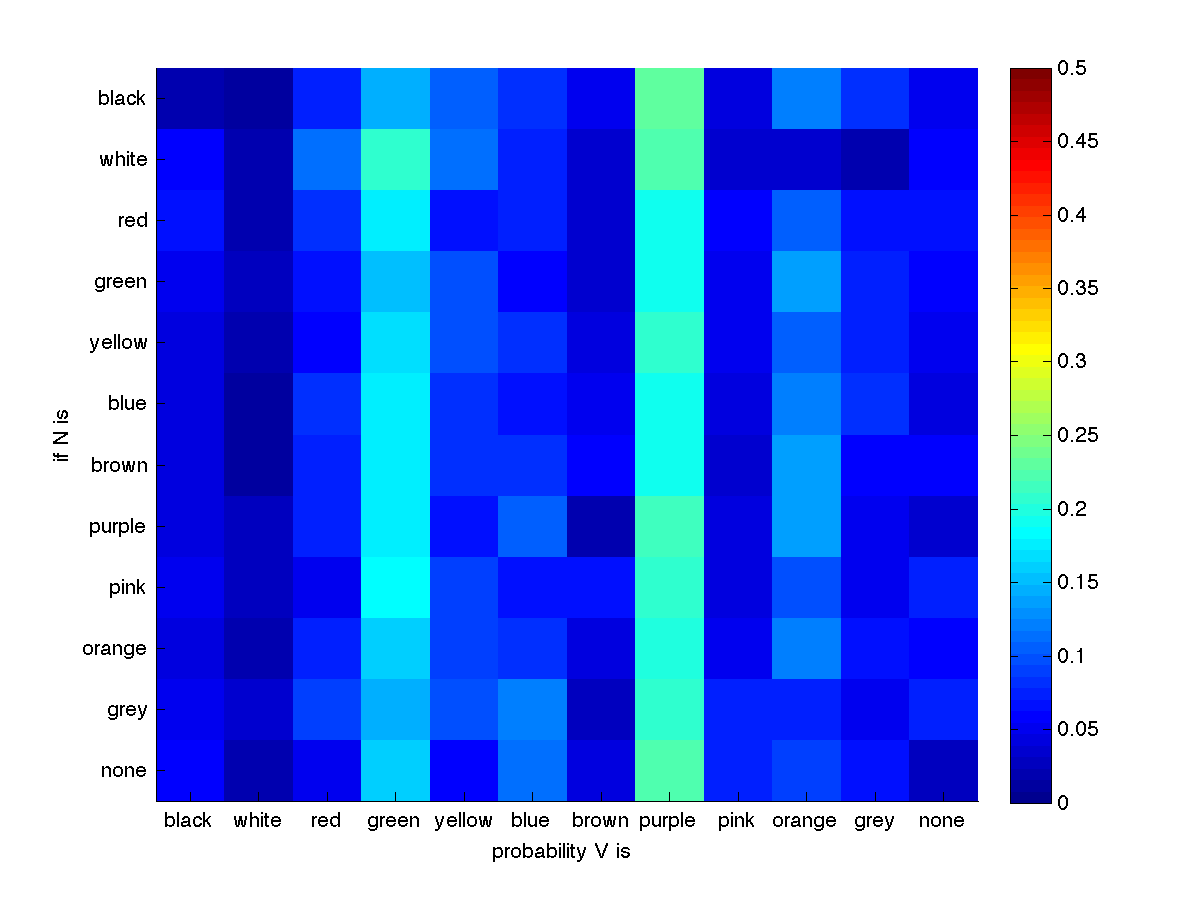 black
white
red
green
yellow
blue
brown
purple
pink
orange
grey
none
if N is
black white red green yellow blue brown purple pink orange grey none
probability V is
0.5
0.45
0.4
0.35
0.3
0.25
0.2
0.15
0.1
0.05
0